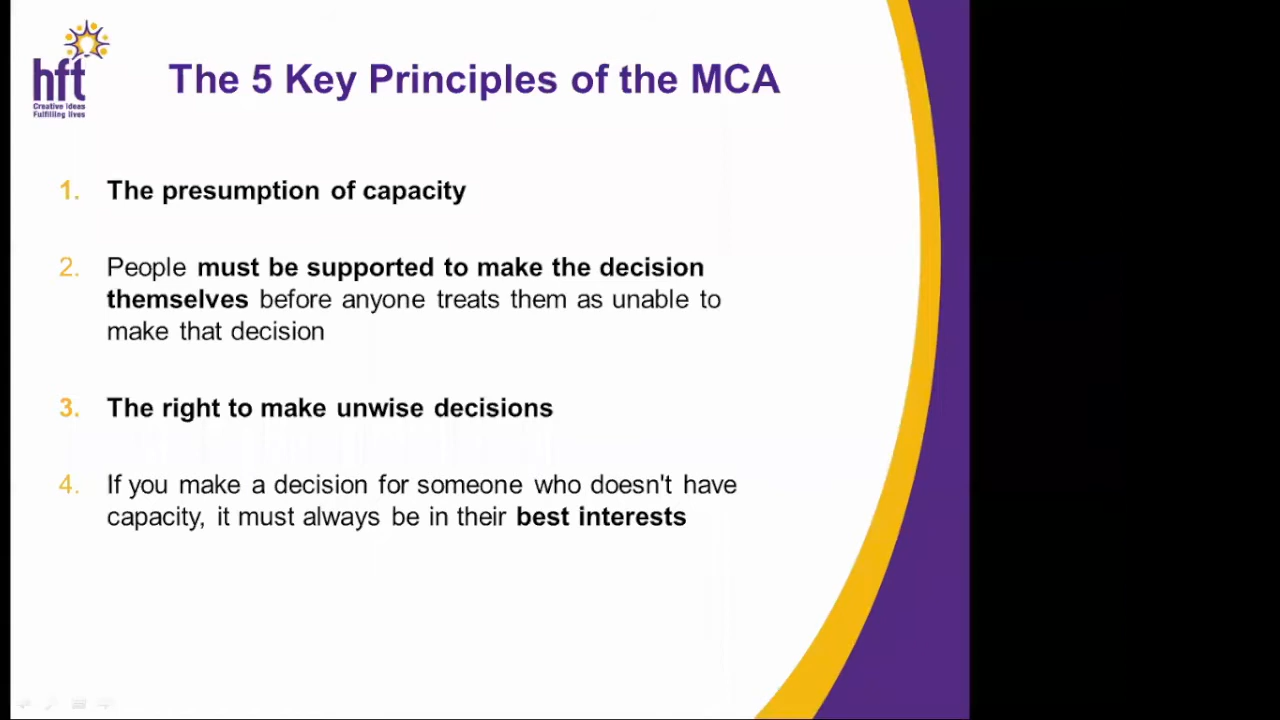 hft
Creative ideas
Fulfilling lives
The 5 Key Principles of the MCA
1. The presumption of capacity
2. People must be supported to make the decision
themselves before anyone treats them as unable to
make that decision
3. The right to make unwise decisions
4. If you make a decision for someone who doesn't have
capacity, it must always be in their best interests